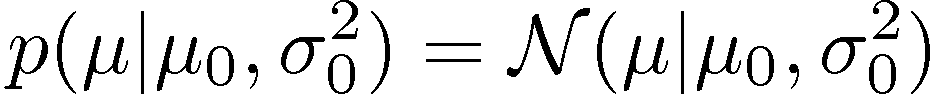 p(μ|μ₀, σ₀²) = 𝒩(μ|μ₀, σ₀²)